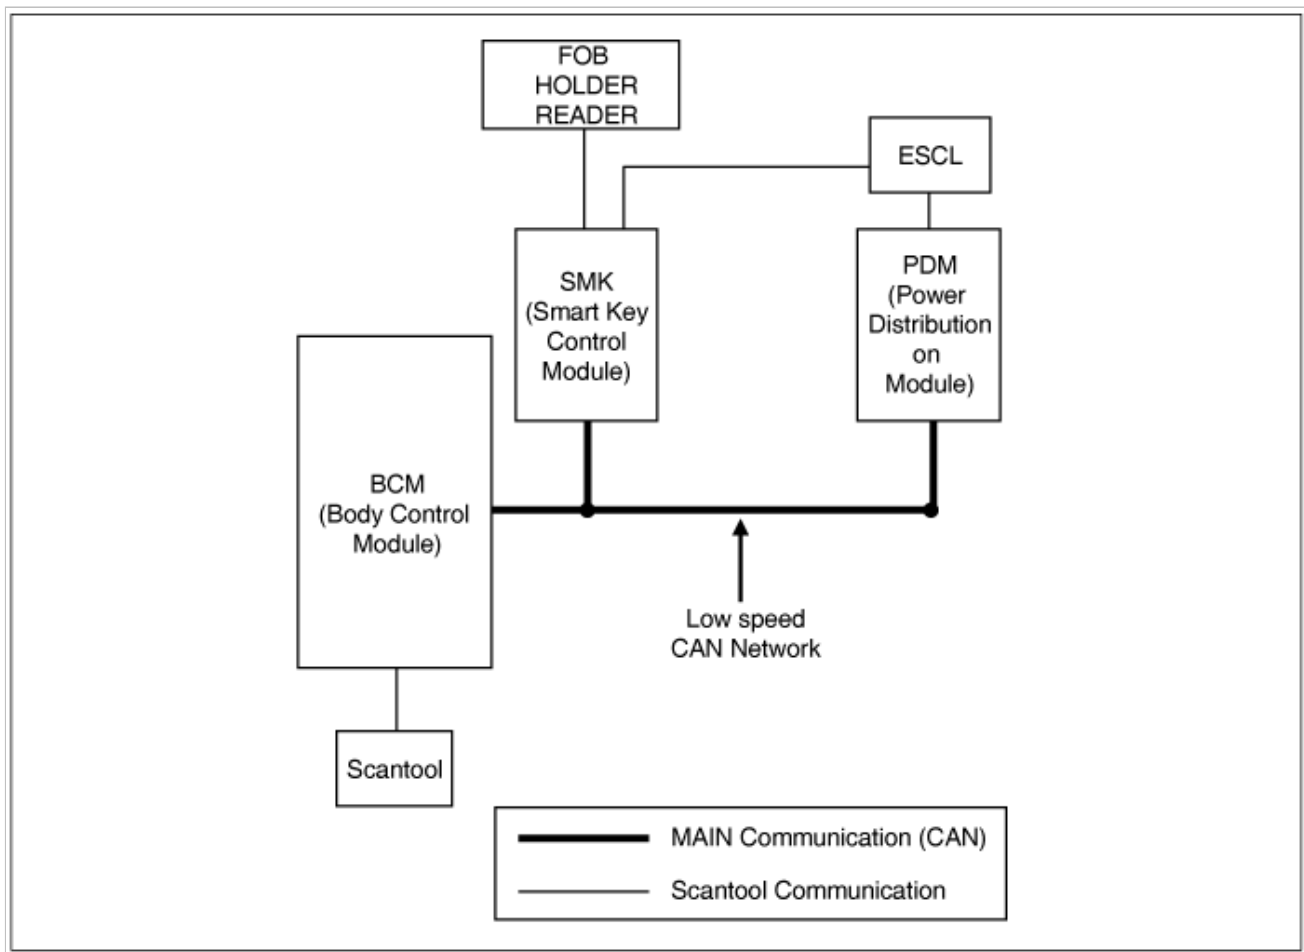 FOB
HOLDER
READER
ESCL
SMK
(Smart Key
Control
Module)
PDM
(Power
Distribution
on
Module)
BCM
(Body Control
Module)
Low speed
CAN Network
Scantool
MAIN Communication (CAN)
Scantool Communication